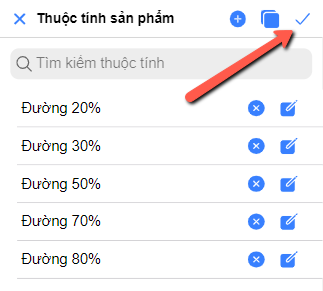 Thuộc tính sản phẩm
Tìm kiếm thuộc tính
Đường 20%
Đường 30%
Đường 50%
Đường 70%
Đường 80%